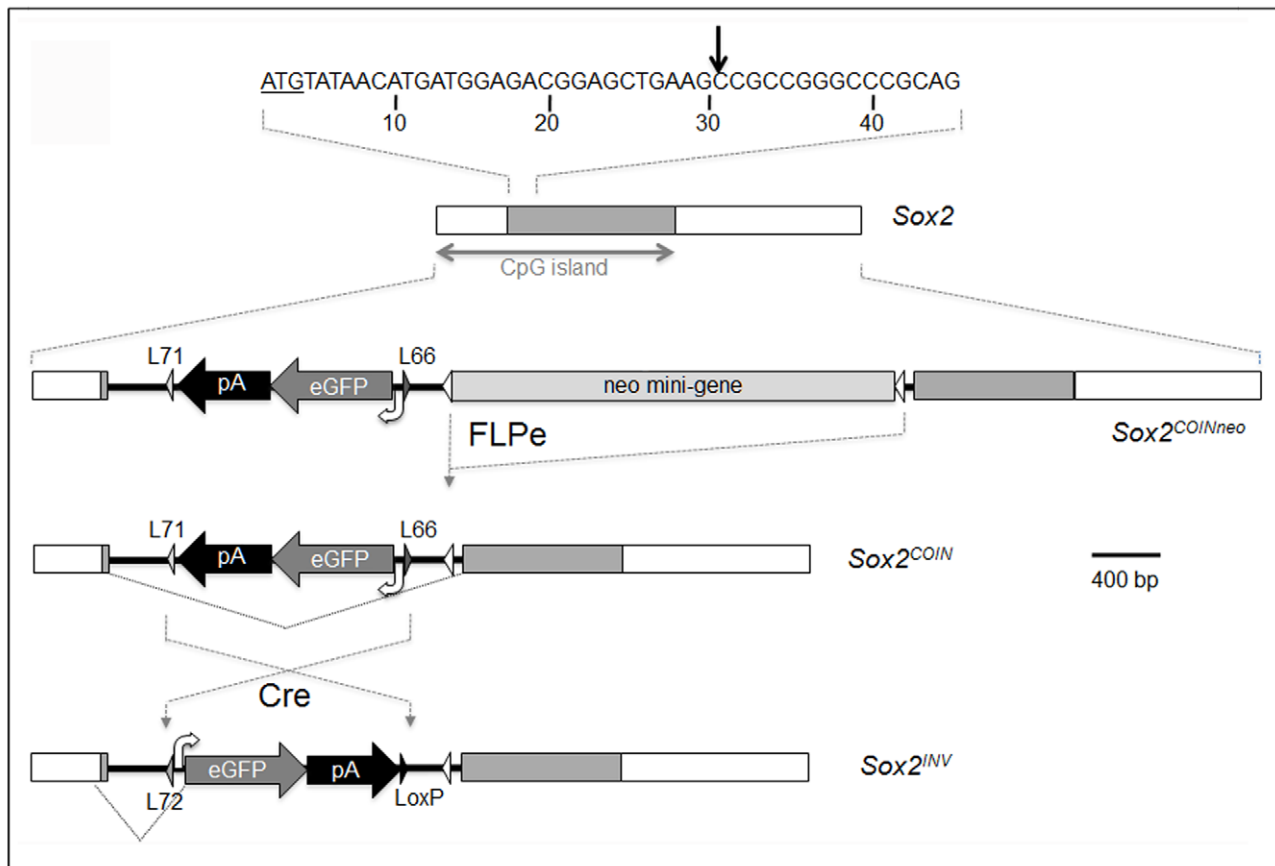 ATGTATAACATGATGGAGACGGAGCTGAAGCCGCCGGGCCCGCAG
10 20 30 40
Sox2
CpG island
L71 L66
pA eGFP neo mini-gene
FLPe Sox2COINneo
L71 L66
pA eGFP Sox2COIN
400 bp
Cre
eGFP pA Sox2INV
L72 LoxP